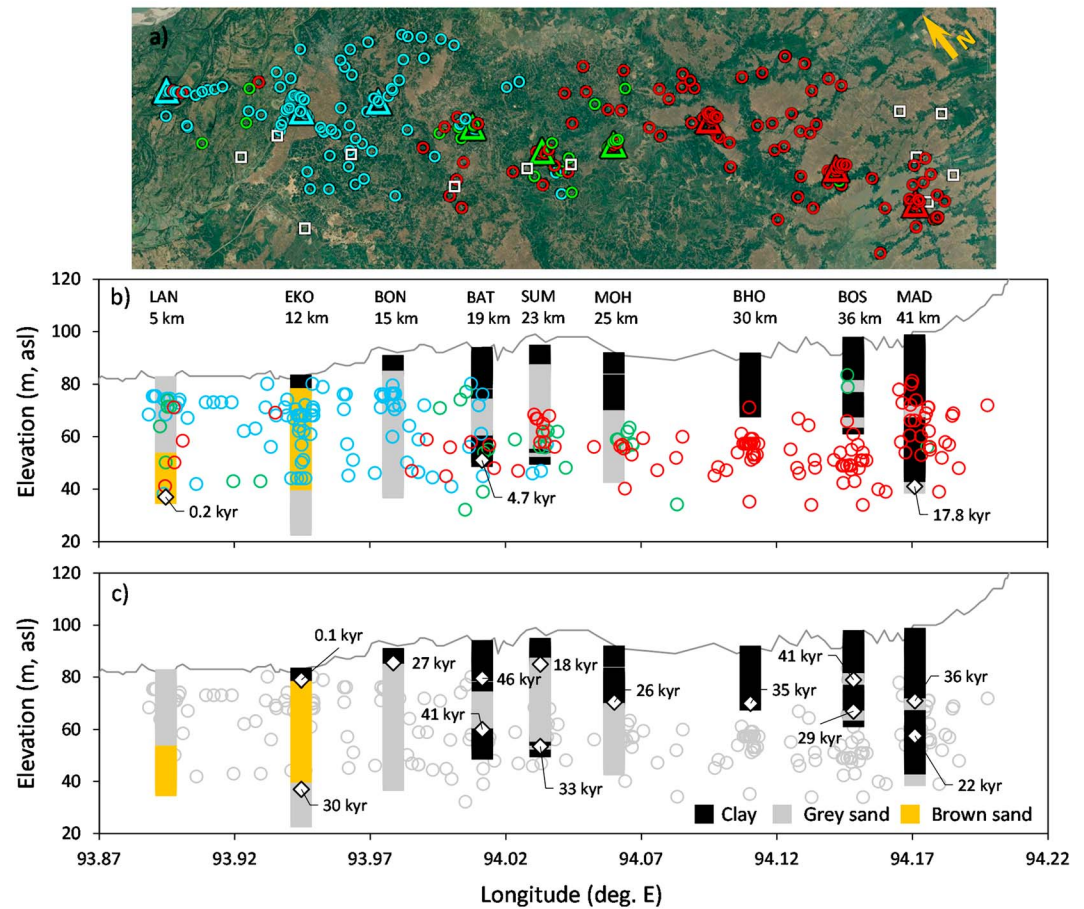 a)
N
b)
LAN EKO BON BAT SUM MOH BHO BOS MAD
5 km 12 km 15 km 19 km 23 km 25 km 30 km 36 km 41 km
120
100
80
60
40
20
Elevation (m, asl)
0.2 kyr
4.7 kyr
17.8 kyr
c)
120
100
80
60
40
20
Elevation (m, asl)
0.1 kyr
27 kyr
46 kyr
18 kyr
41 kyr
41 kyr
26 kyr
35 kyr
36 kyr
29 kyr
33 kyr
22 kyr
30 kyr
Clay Grey sand Brown sand
93.87 93.92 93.97 94.02 94.07 94.12 94.17 94.22
Longitude (deg. E)